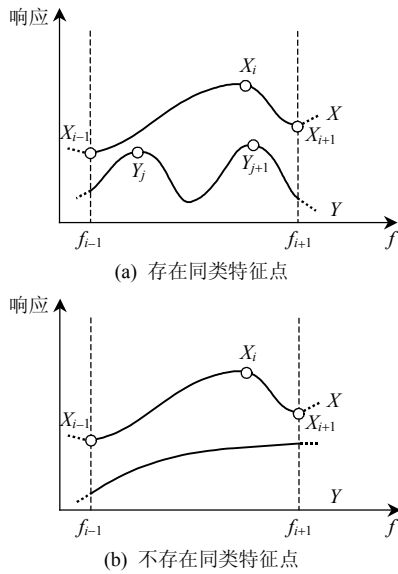 响应
X_i
X
X_{i-1}
X_{i+1}
Y_j
Y_{j+1}
Y
f_{i-1}
f_{i+1}
f
(a) 存在同类特征点
响应
X_i
X
X_{i-1}
X_{i+1}
Y
f_{i-1}
f_{i+1}
f
(b) 不存在同类特征点